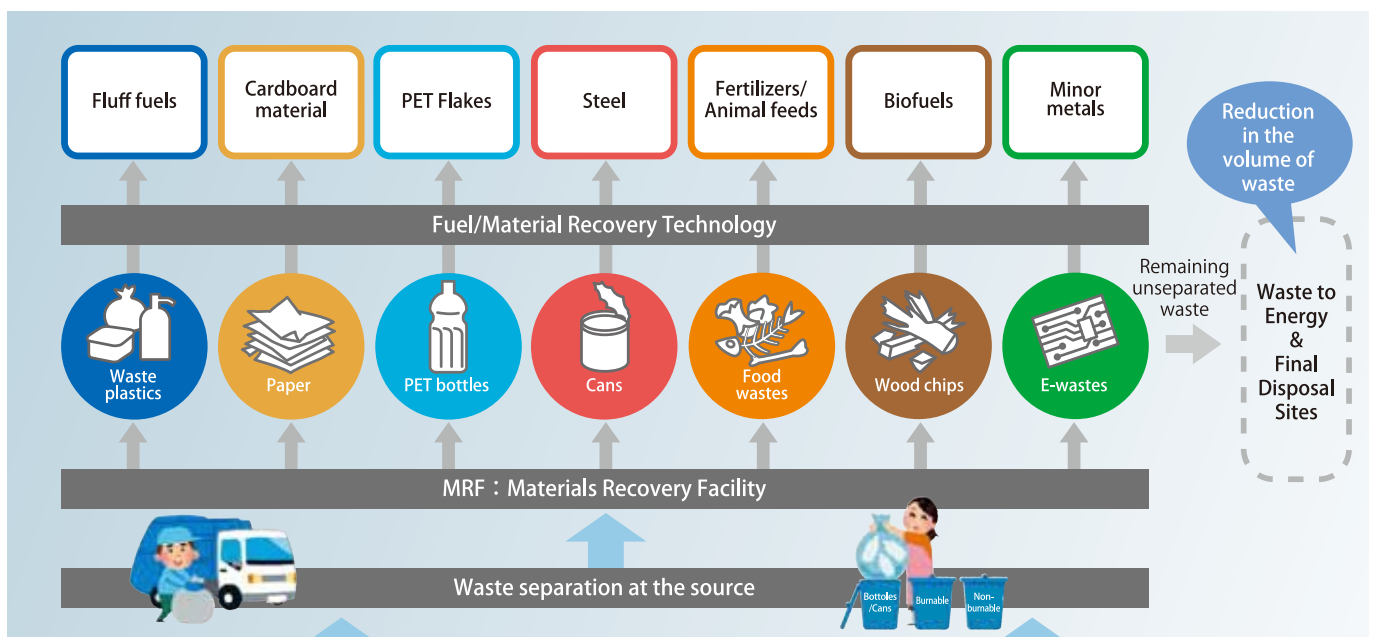 Fluff fuels
Cardboard
material
PET Flakes
Steel
Fertilizers/
Animal feeds
Biofuels
Minor
metals
Reduction
in the
volume of
waste
Fuel/Material Recovery Technology
Waste
plastics
Paper
PET bottles
Cans
Food
wastes
Wood chips
E-wastes
Remaining
unseparated
waste
Waste to
Energy
&
Final
Disposal
Sites
MRF：Materials Recovery Facility
Waste separation at the source
Bottoles
/Cans
Burnable
Non-
burnable